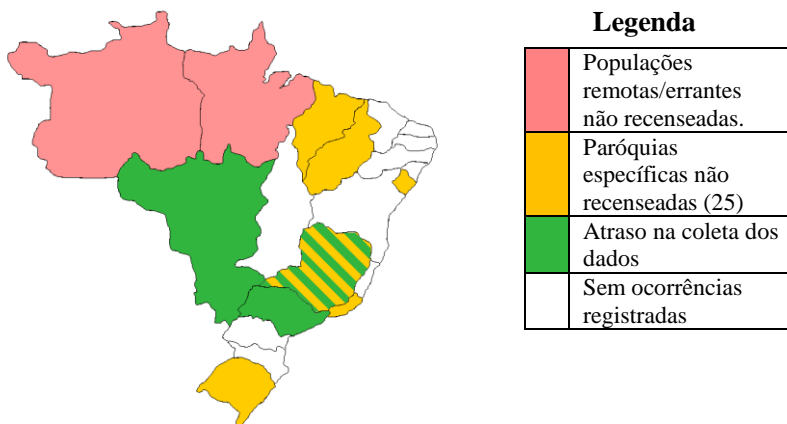 Legenda
Populações
remotas/errantes
não recenseadas.
Paróquias
específicas não
recenseadas (25)
Atraso na coleta dos
dados
Sem ocorrências
registradas